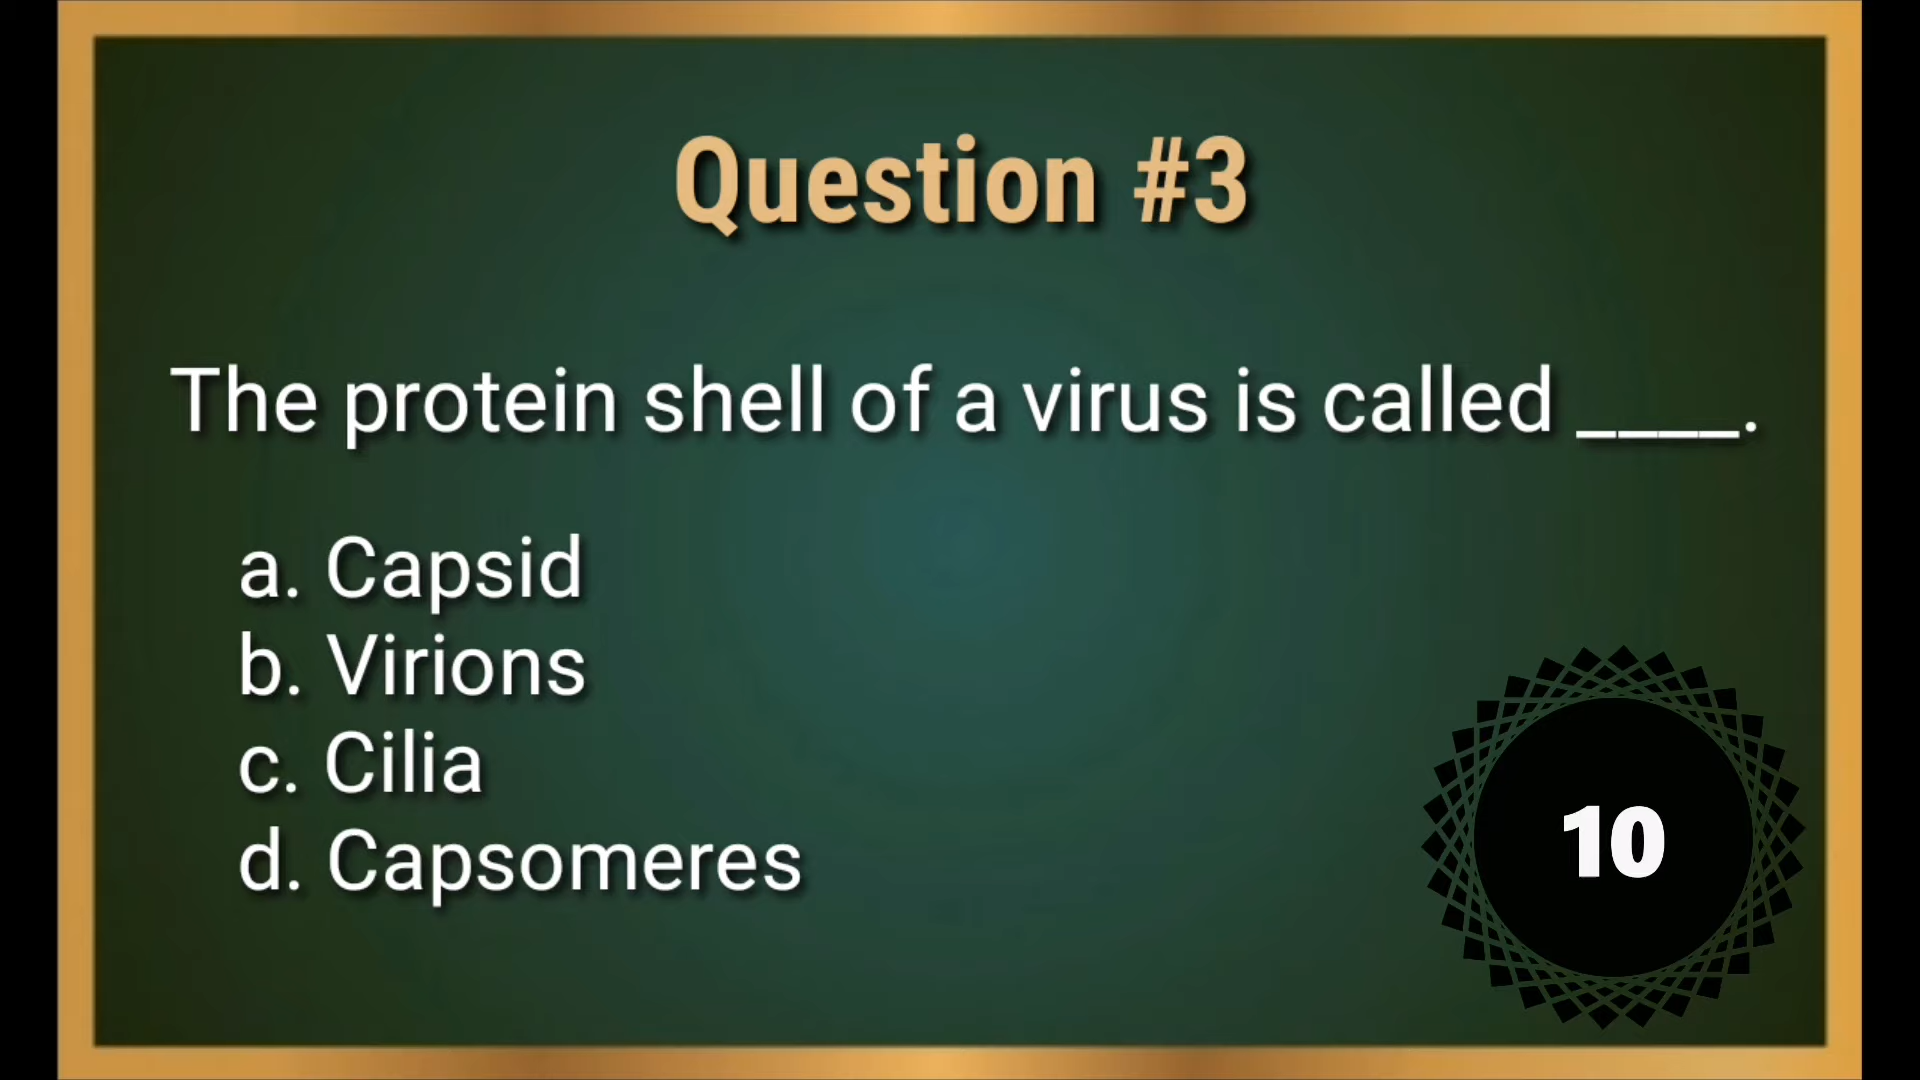 Question #3
The protein shell of a virus is called ____.
a. Capsid
b. Virions
c. Cilia
d. Capsomeres
10